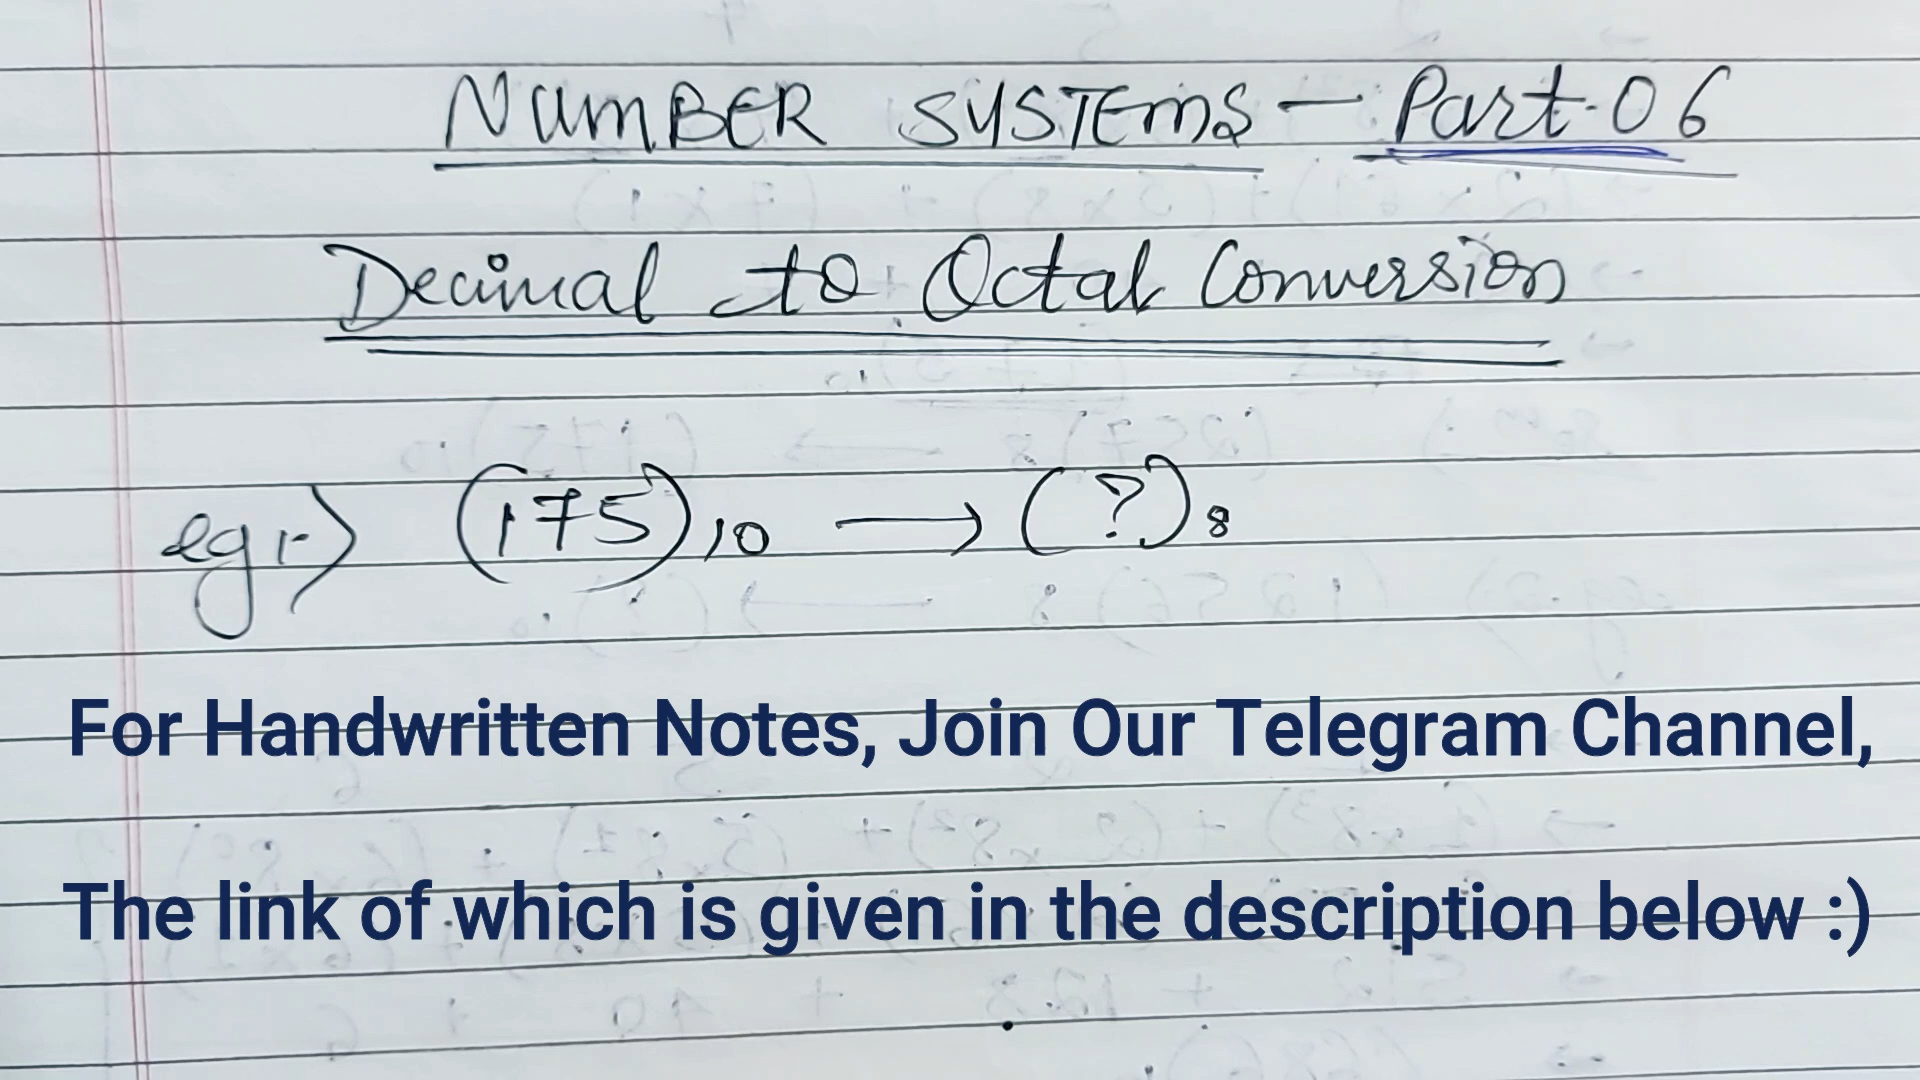 NUMBER SYSTEMS - Part-06
Decimal to Octal Conversion
eg 1-) (175)10 → (?)8
For Handwritten Notes, Join Our Telegram Channel,
The link of which is given in the description below :)